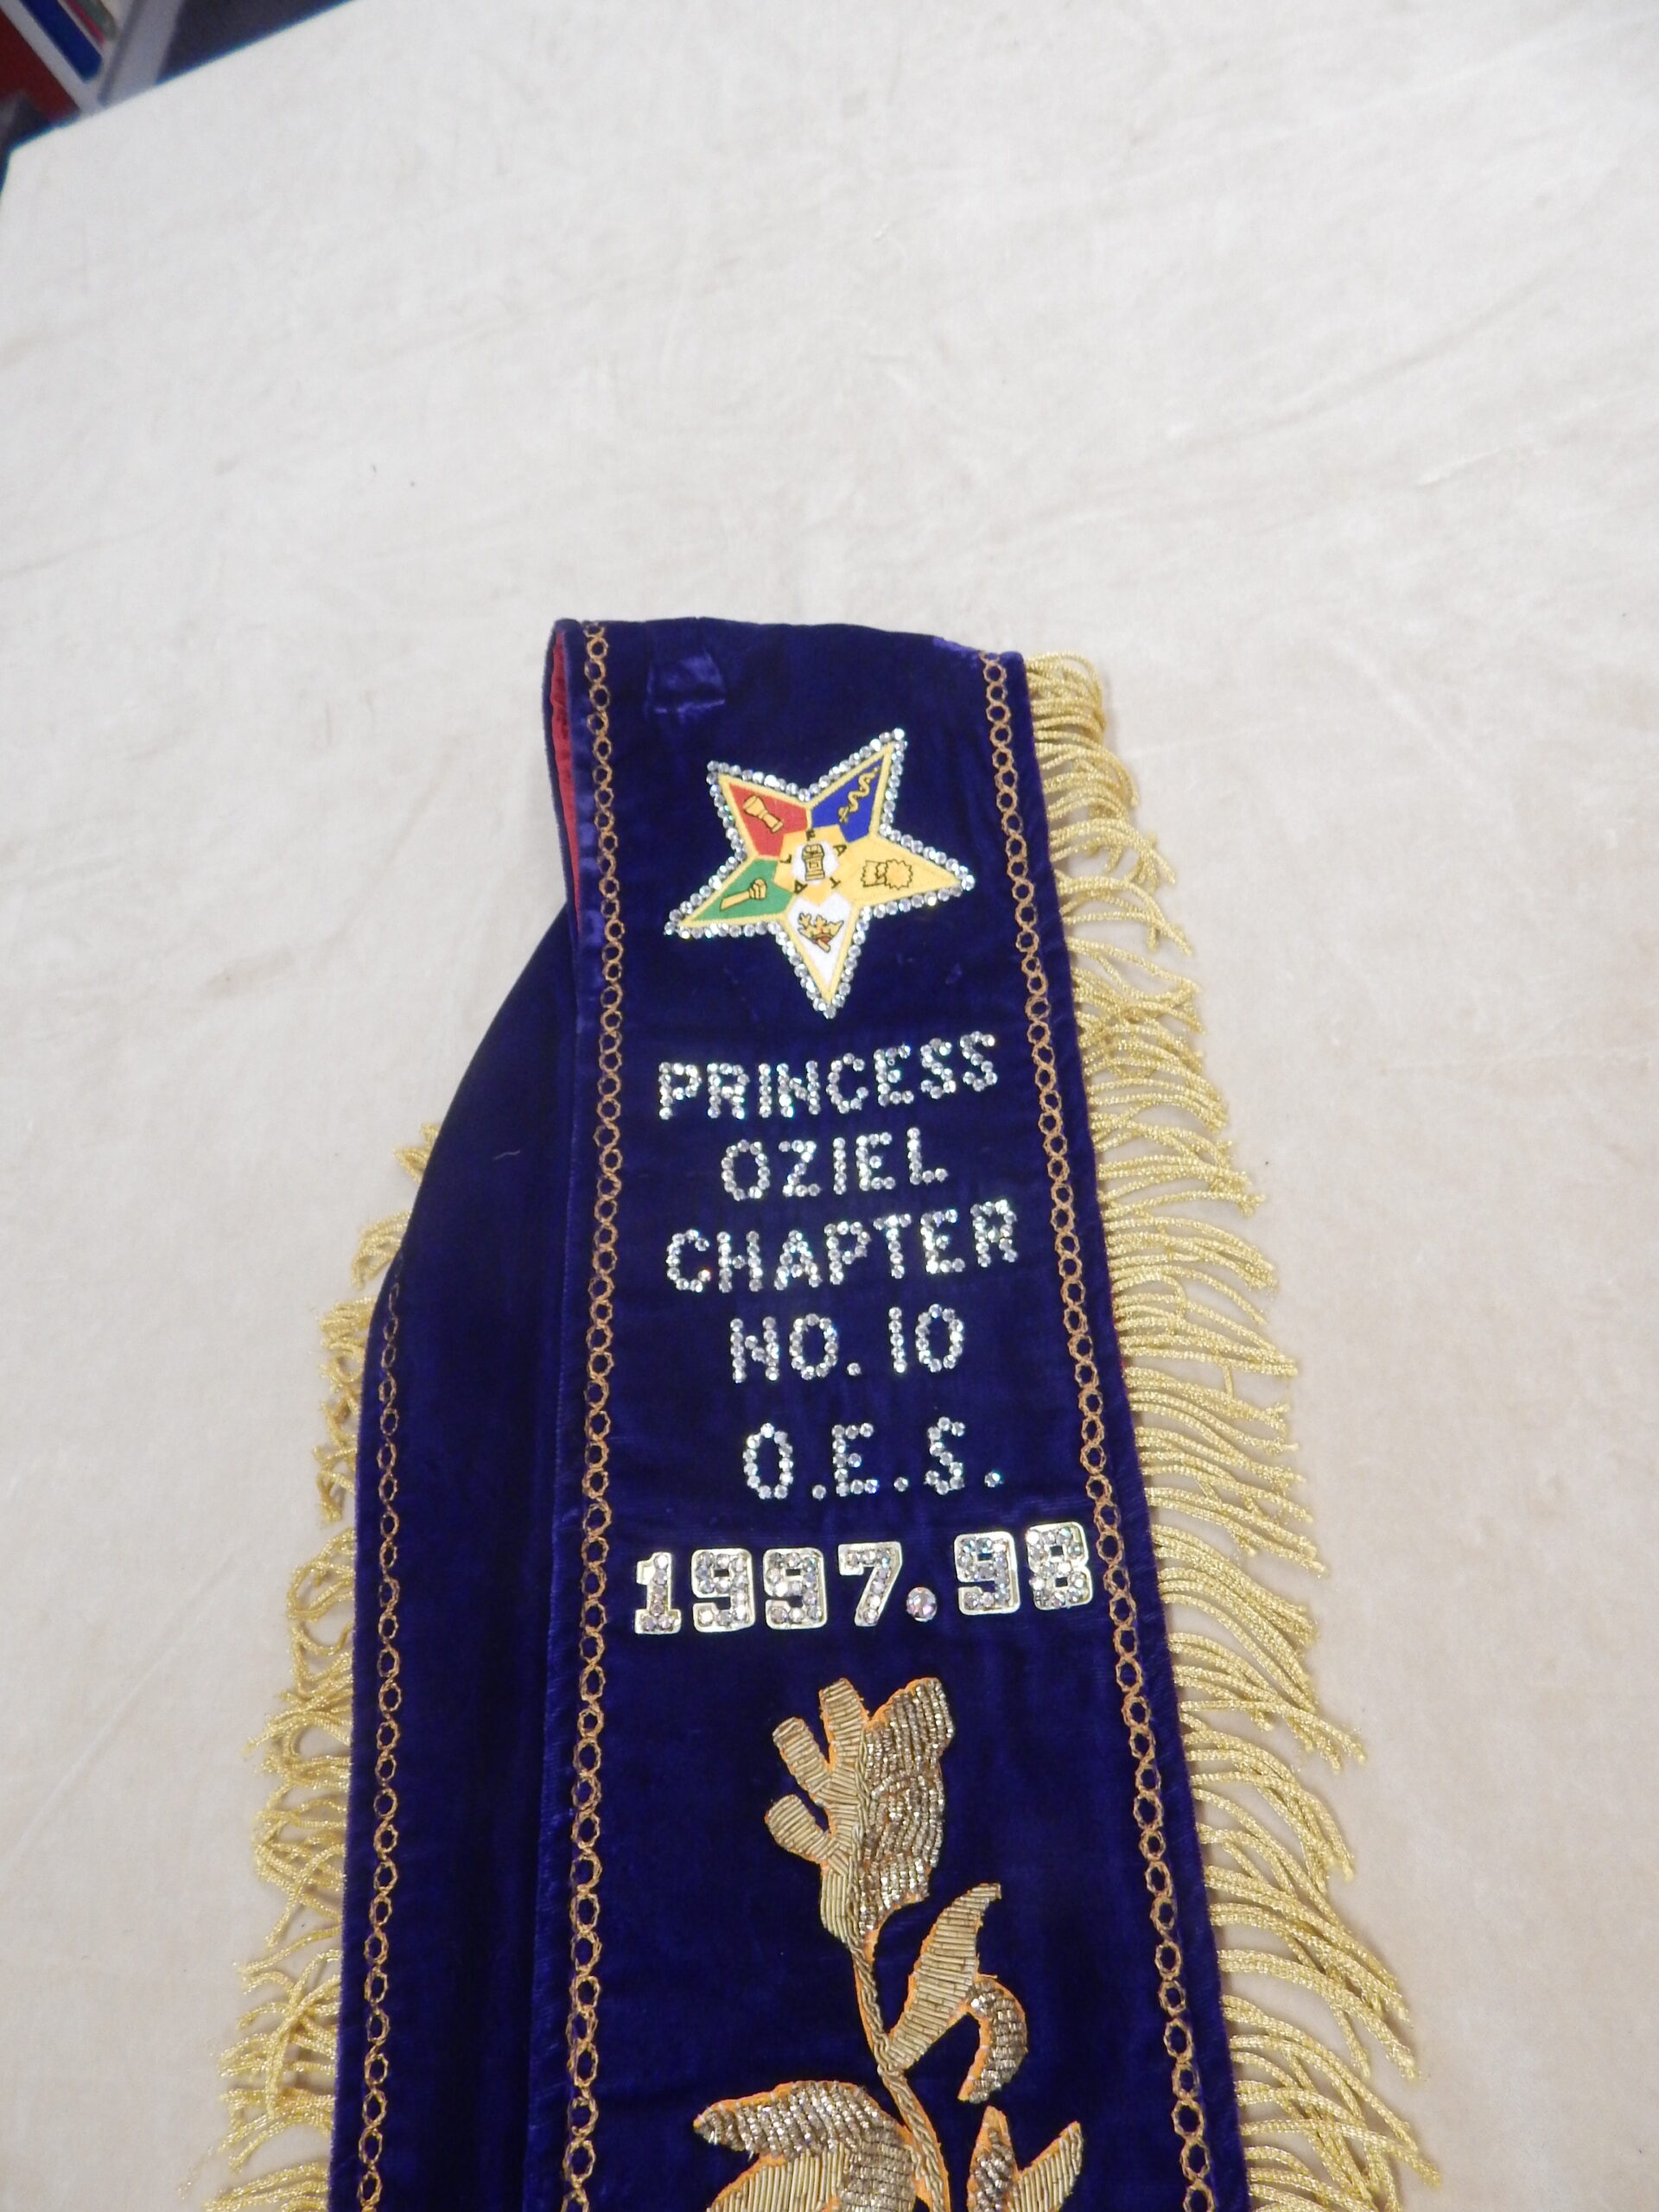 PRINCESS
OZIEL
CHAPTER
NO. 10
O.E.S.
1997.98